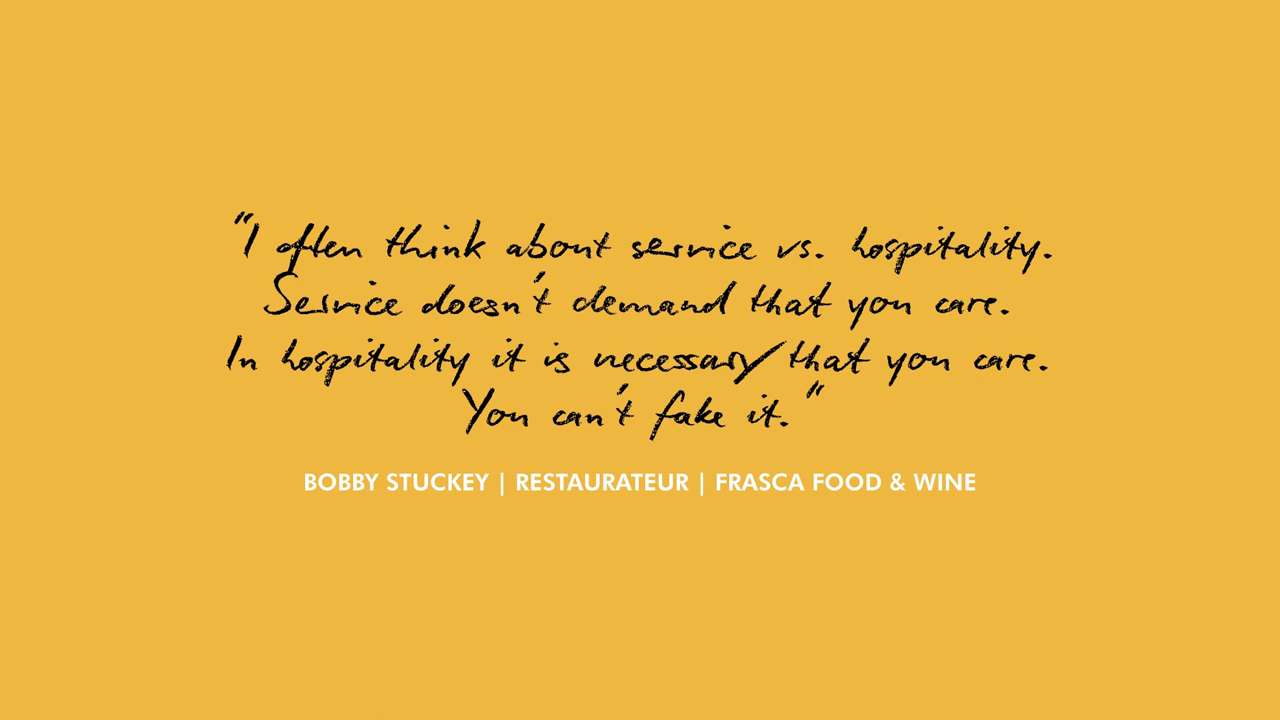 "I often think about service vs. hospitality.
Service doesn't demand that you care.
In hospitality it is necessary that you care.
You can't fake it."
BOBBY STUCKEY | RESTAURATEUR | FRASCA FOOD & WINE